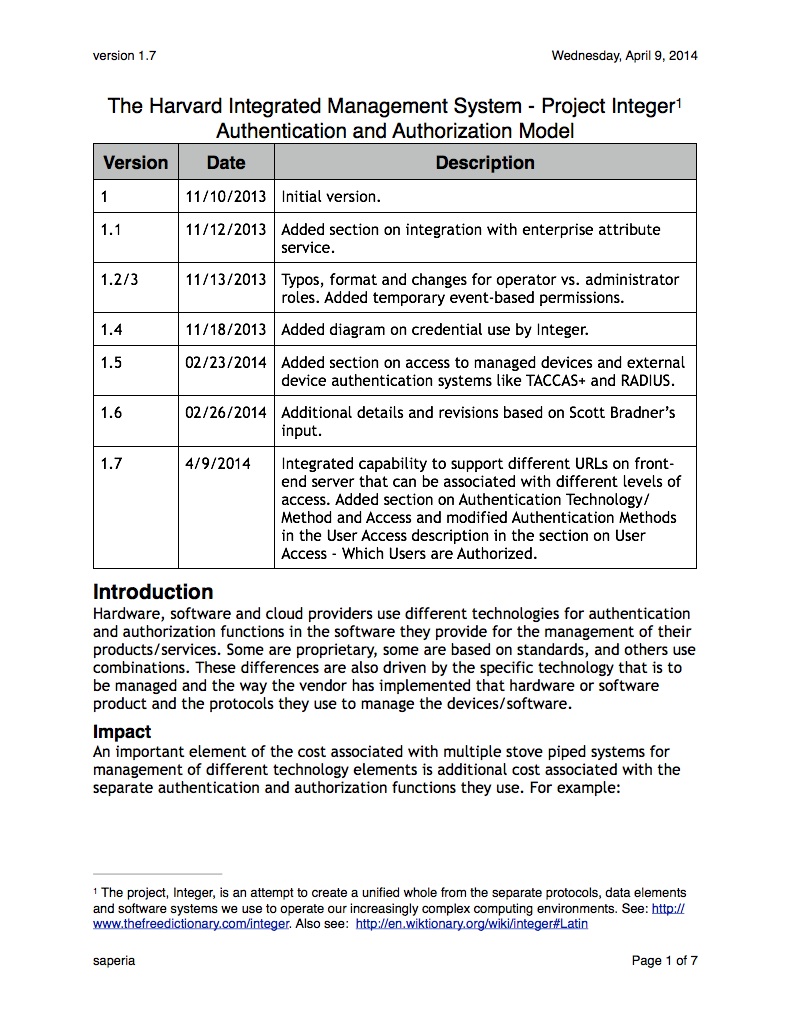 version 1.7 Wednesday, April 9, 2014
The Harvard Integrated Management System - Project Integer1
Authentication and Authorization Model
Version Date Description
1 11/10/2013 Initial version.
1.1 11/12/2013 Added section on integration with enterprise attribute
service.
1.2/3 11/13/2013 Typos, format and changes for operator vs. administrator
roles. Added temporary event-based permissions.
1.4 11/18/2013 Added diagram on credential use by Integer.
1.5 02/23/2014 Added section on access to managed devices and external
device authentication systems like TACCAS+ and RADIUS.
1.6 02/26/2014 Additional details and revisions based on Scott Bradner’s
input.
1.7 4/9/2014 Integrated capability to support different URLs on front-
end server that can be associated with different levels of
access. Added section on Authentication Technology/
Method and Access and modified Authentication Methods
in the User Access description in the section on User
Access - Which Users are Authorized.
Introduction
Hardware, software and cloud providers use different technologies for authentication
and authorization functions in the software they provide for the management of their
products/services. Some are proprietary, some are based on standards, and others use
combinations. These differences are also driven by the specific technology that is to
be managed and the way the vendor has implemented that hardware or software
product and the protocols they use to manage the devices/software.
Impact
An important element of the cost associated with multiple stove piped systems for
management of different technology elements is additional cost associated with the
separate authentication and authorization functions they use. For example:
1 The project, Integer, is an attempt to create a unified whole from the separate protocols, data elements
and software systems we use to operate our increasingly complex computing environments. See: http://
www.thefreedictionary.com/integer. Also see: http://en.wiktionary.org/wiki/integer#Latin
saperia Page 1 of 7